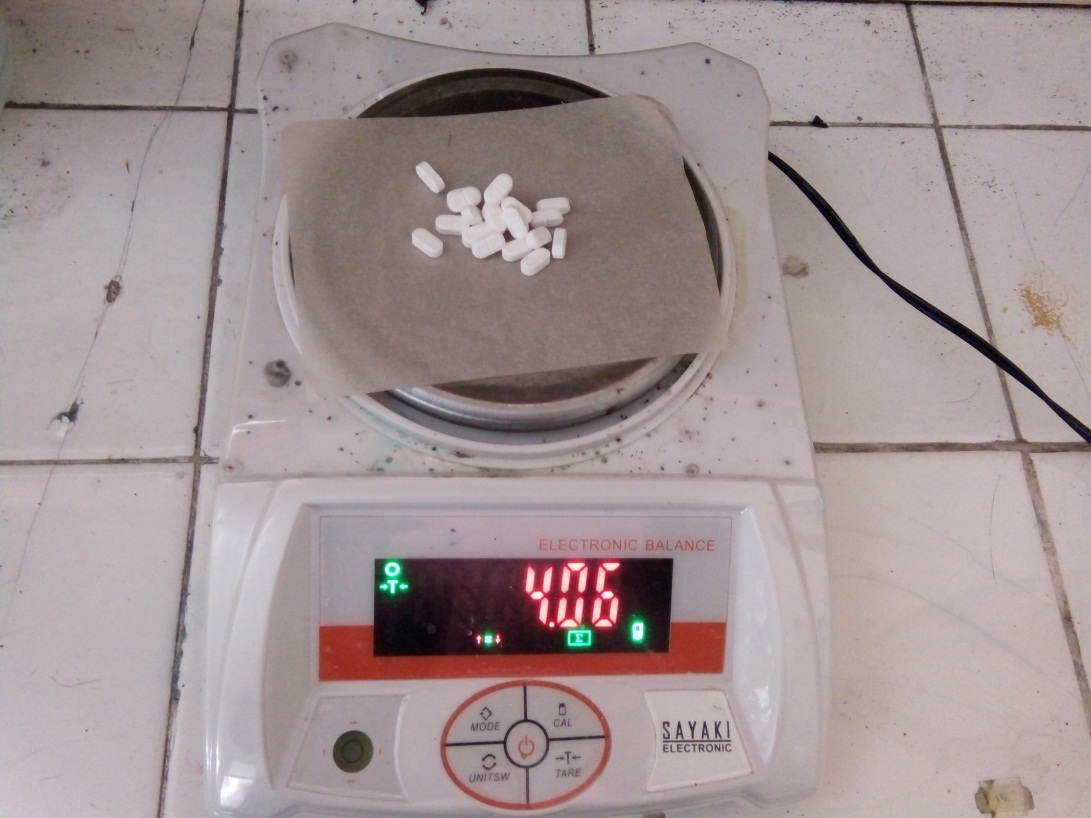 ELECTRONIC BALANCE
→T←
4.06
Σ
g
MODE
CAL
UNITSW
→T←
TARE
SAYAKI
ELECTRONIC